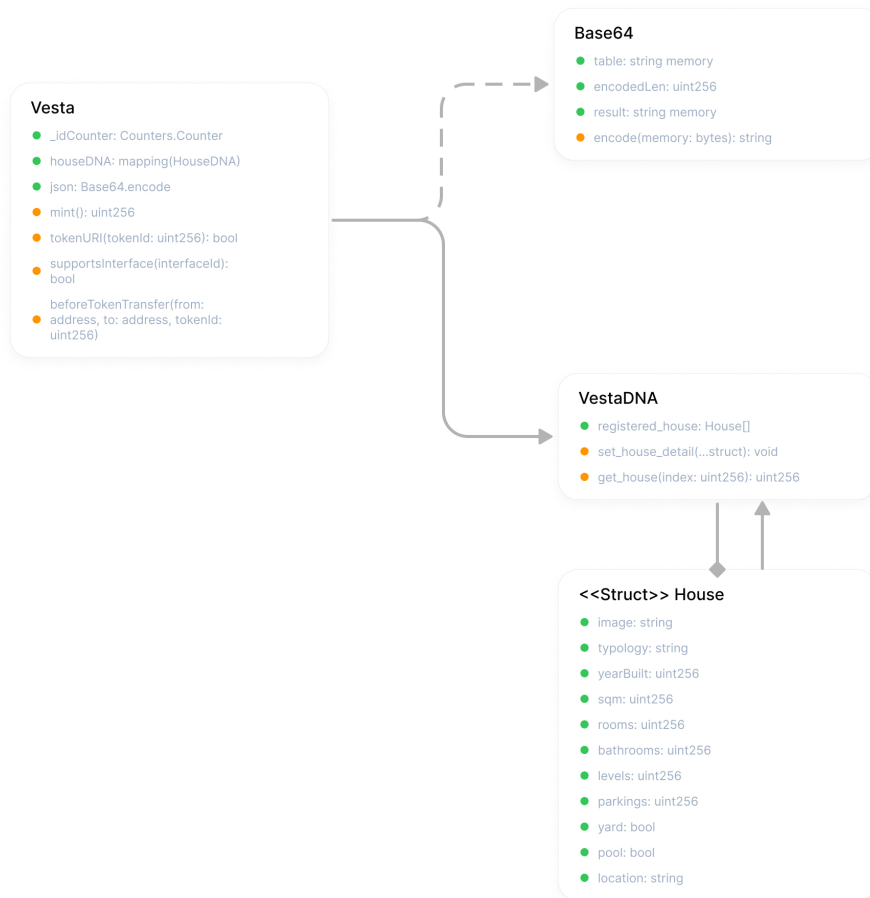 Vesta
_idCounter: Counters.Counter
houseDNA: mapping(HouseDNA)
json: Base64.encode
mint(): uint256
tokenURI(tokenId: uint256): bool
supportsInterface(interfaceId):
bool
beforeTokenTransfer(from:
address, to: address, tokenId:
uint256)
Base64
table: string memory
encodedLen: uint256
result: string memory
encode(memory: bytes): string
VestaDNA
registered_house: House[]
set_house_detail(...struct): void
get_house(index: uint256): uint256
<<Struct>> House
image: string
typology: string
yearBuilt: uint256
sqm: uint256
rooms: uint256
bathrooms: uint256
levels: uint256
parkings: uint256
yard: bool
pool: bool
location: string